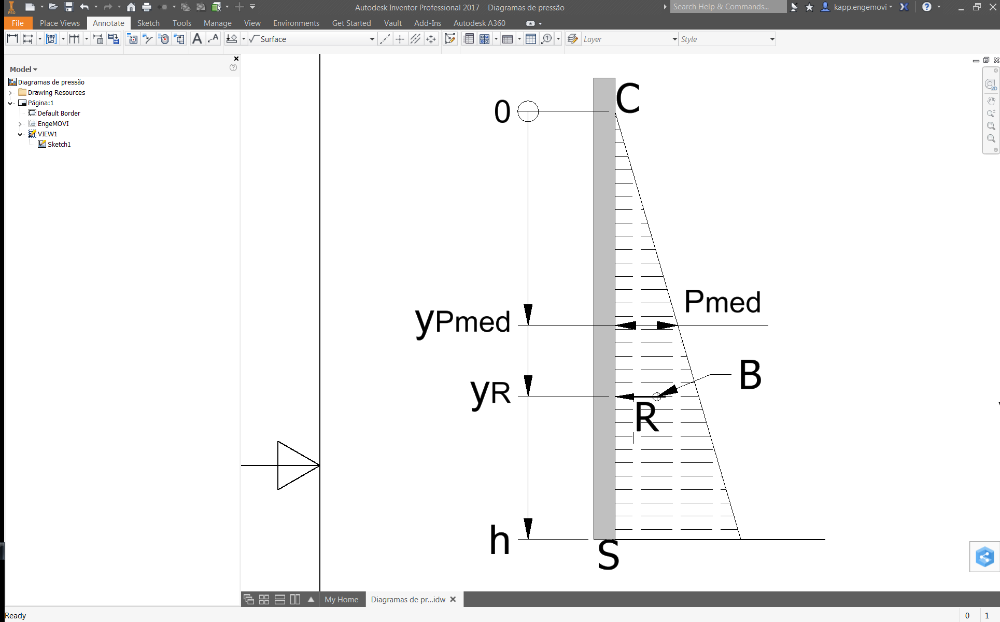 Autodesk Inventor Professional 2017 Diagramas de pressão
Search Help & Commands...
kapp.engemovi
PRO
File Place Views Annotate Sketch Tools Manage View Environments Get Started Vault Add-Ins Autodesk A360
Surface
Layer
Style
Model
Diagramas de pressão
Drawing Resources
Página:1
Default Border
EngeMOVI
VIEW1
Sketch1
C
0
Pmed
yPmed
B
yR
R
h
S
2D
My Home
Diagramas de pr...idw
Ready
0 1